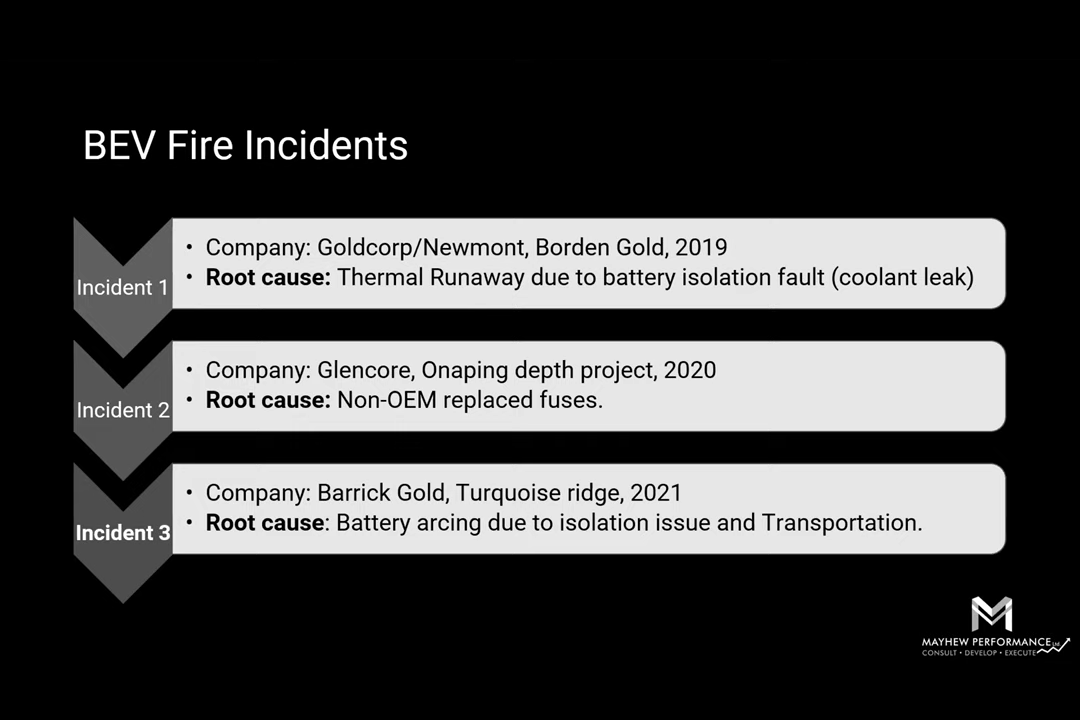 BEV Fire Incidents
Incident 1
• Company: Goldcorp/Newmont, Borden Gold, 2019
• Root cause: Thermal Runaway due to battery isolation fault (coolant leak)
Incident 2
• Company: Glencore, Onaping depth project, 2020
• Root cause: Non-OEM replaced fuses.
Incident 3
• Company: Barrick Gold, Turquoise ridge, 2021
• Root cause: Battery arcing due to isolation issue and Transportation.
MAYHEW PERFORMANCE Ltd
CONSULT • DEVELOP • EXECUTE